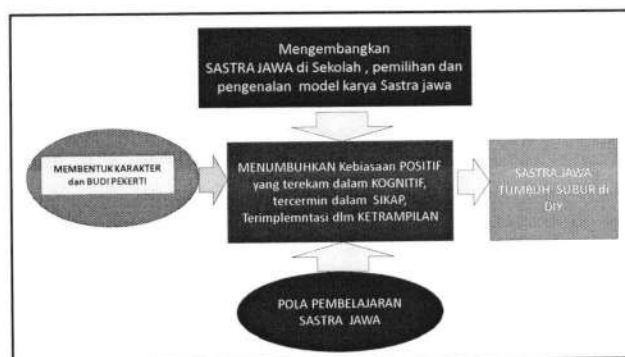 Mengembangkan
SASTRA JAWA di Sekolah , pemilihan dan
pengenalan model karya Sastra jawa
MEMBENTUK KARAKTER
dan BUDI PEKERTI
MENUMBUHKAN Kebiasaan POSITIF
yang terekam dalam KOGNITIF,
tercermin dalam SIKAP,
Terimplemntasi dlm KETRAMPILAN
SASTRA JAWA
TUMBUH SUBUR di
DIY
POLA PEMBELAJARAN
SASTRA JAWA